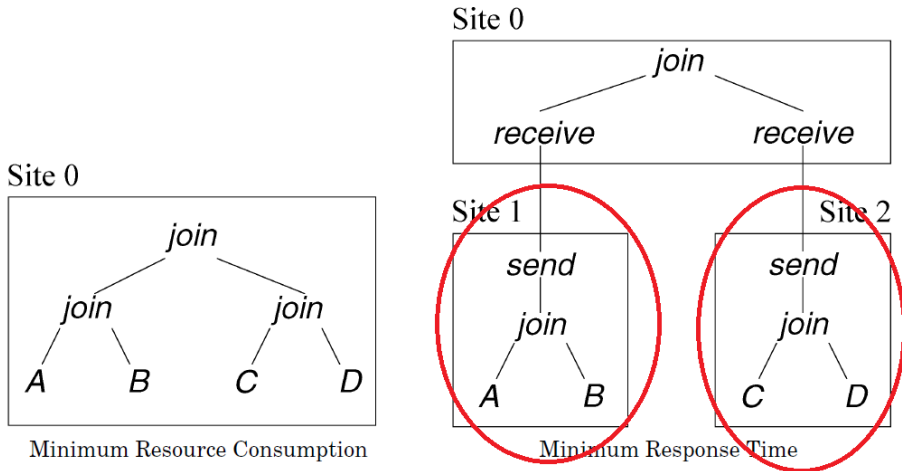 Site 0
join
receive receive
Site 0
join
join join
A B C D
Minimum Resource Consumption
Site 1 Site 2
send send
join join
A B C D
Minimum Response Time